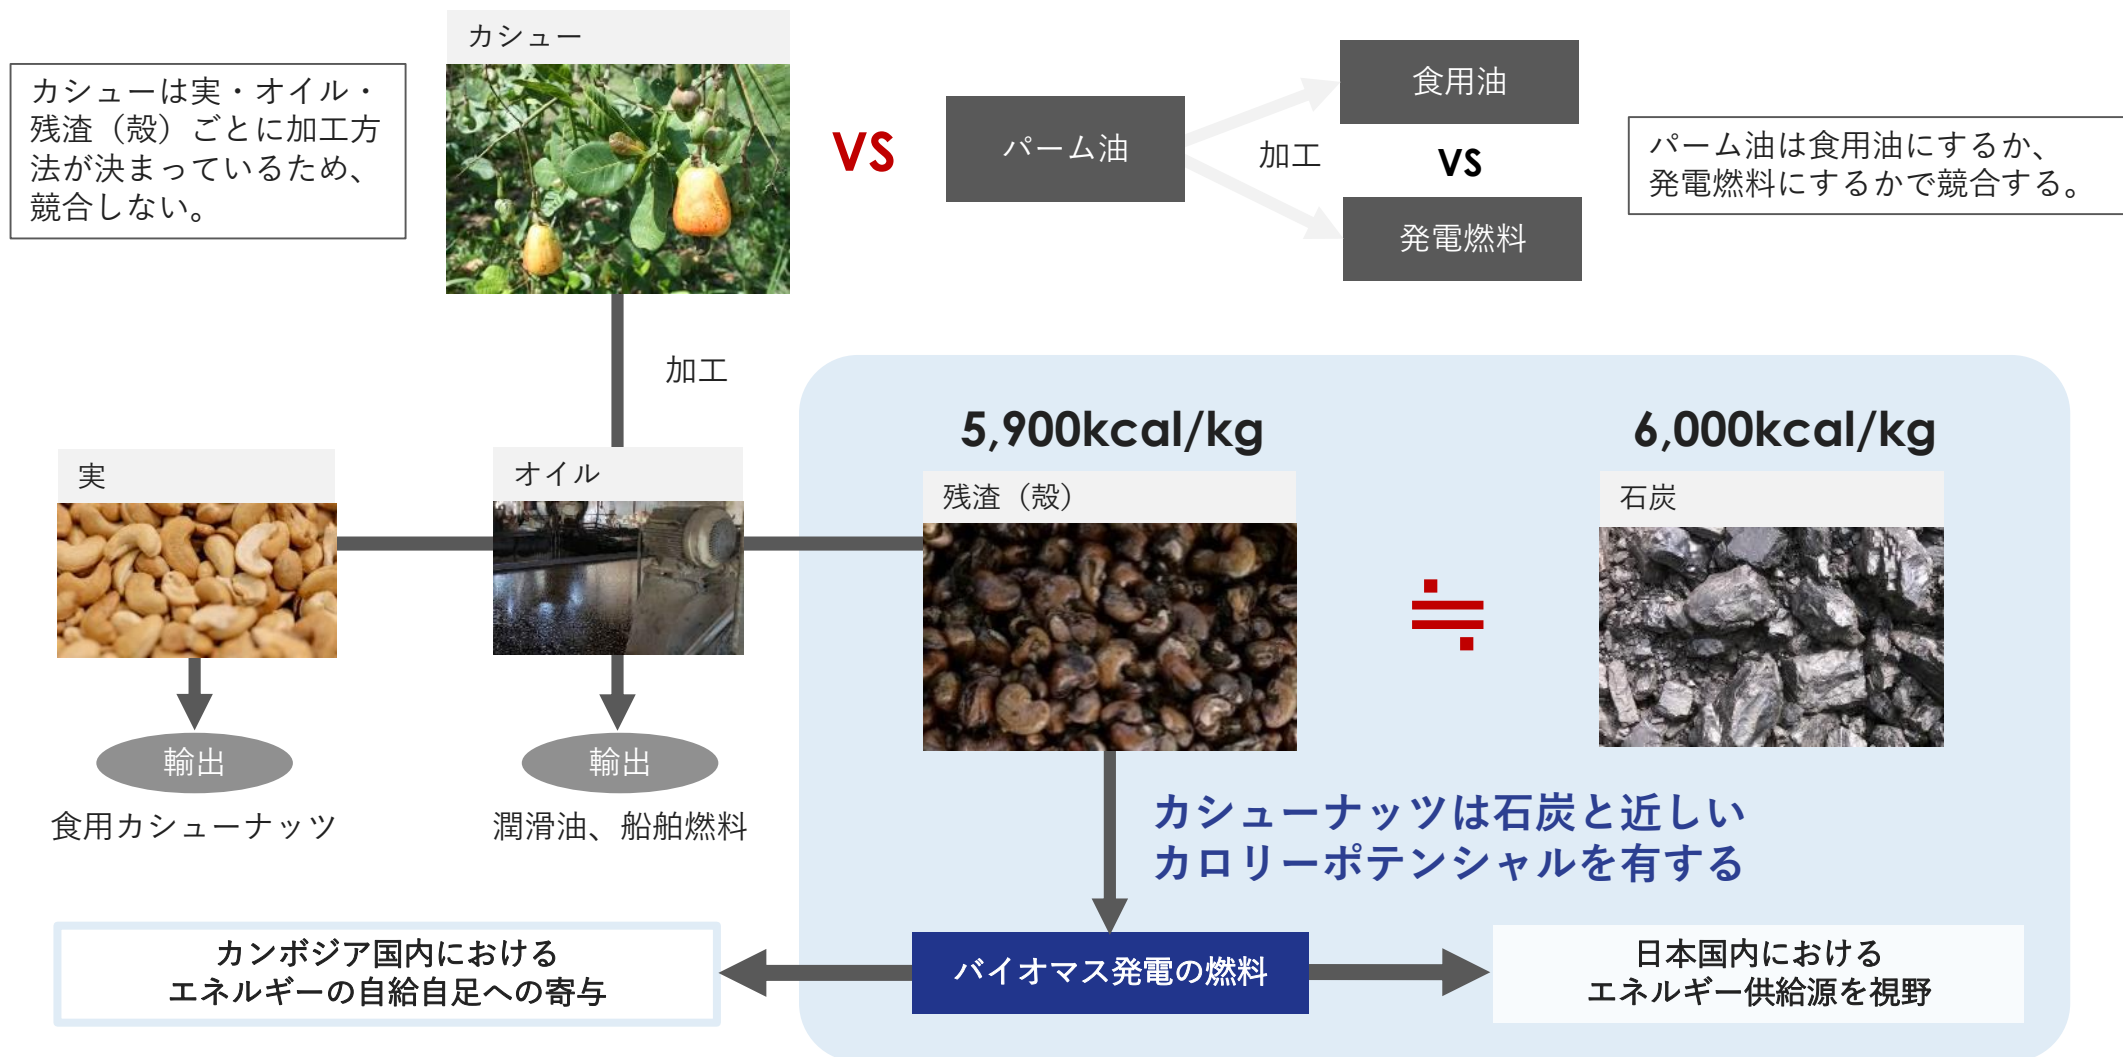 カシュー
カシューは実・オイル・
残渣（殻）ごとに加工方
法が決まっているため、
競合しない。
VS
パーム油
加工
食用油
VS
発電燃料
パーム油は食用油にするか、
発電燃料にするかで競合する。
加工
実
オイル
5,900kcal/kg
残渣（殻）
≒
6,000kcal/kg
石炭
輸出
食用カシューナッツ
輸出
潤滑油、船舶燃料
カシューナッツは石炭と近しい
カロリーポテンシャルを有する
カンボジア国内における
エネルギーの自給自足への寄与
バイオマス発電の燃料
日本国内における
エネルギー供給源を視野